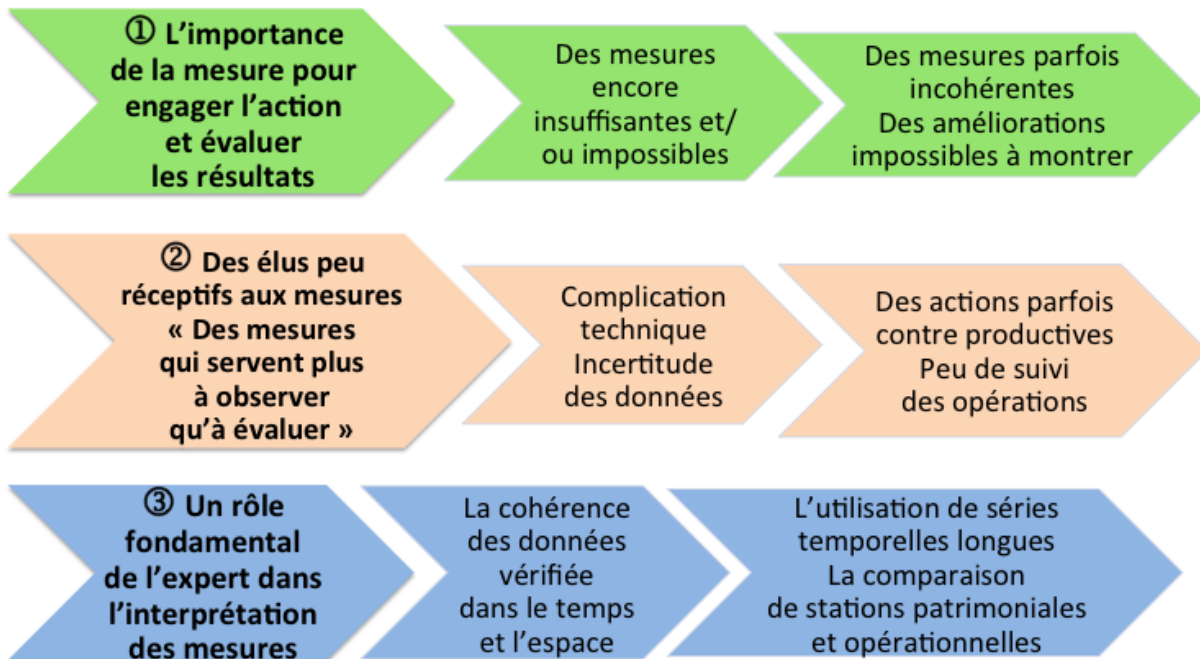 ① L’importance
de la mesure pour
engager l’action
et évaluer
les résultats
Des mesures
encore
insuffisantes et/
ou impossibles
Des mesures parfois
incohérentes
Des améliorations
impossibles à montrer
② Des élus peu
réceptifs aux mesures
« Des mesures
qui servent plus
à observer
qu’à évaluer »
Complication
technique
Incertitude
des données
Des actions parfois
contre productives
Peu de suivi
des opérations
③ Un rôle
fondamental
de l’expert dans
l’interprétation
des mesures
La cohérence
des données
vérifiée
dans le temps
et l’espace
L’utilisation de séries
temporelles longues
La comparaison
de stations patrimoniales
et opérationnelles